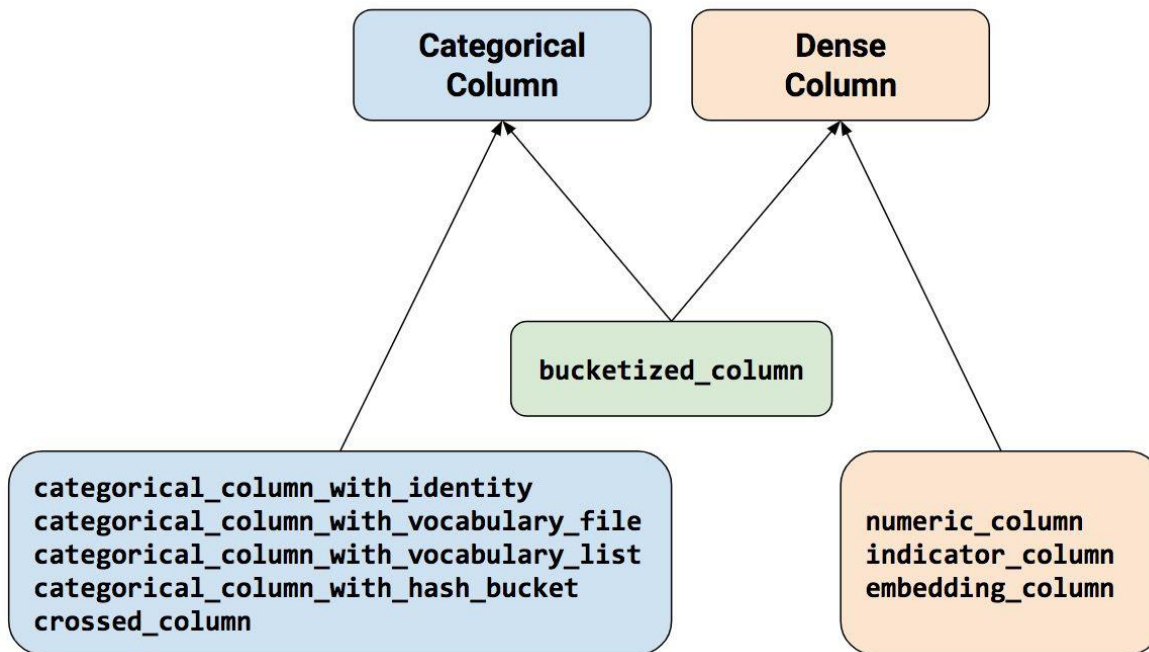 Categorical
Column
Dense
Column
bucketized_column
categorical_column_with_identity
categorical_column_with_vocabulary_file
categorical_column_with_vocabulary_list
categorical_column_with_hash_bucket
crossed_column
numeric_column
indicator_column
embedding_column